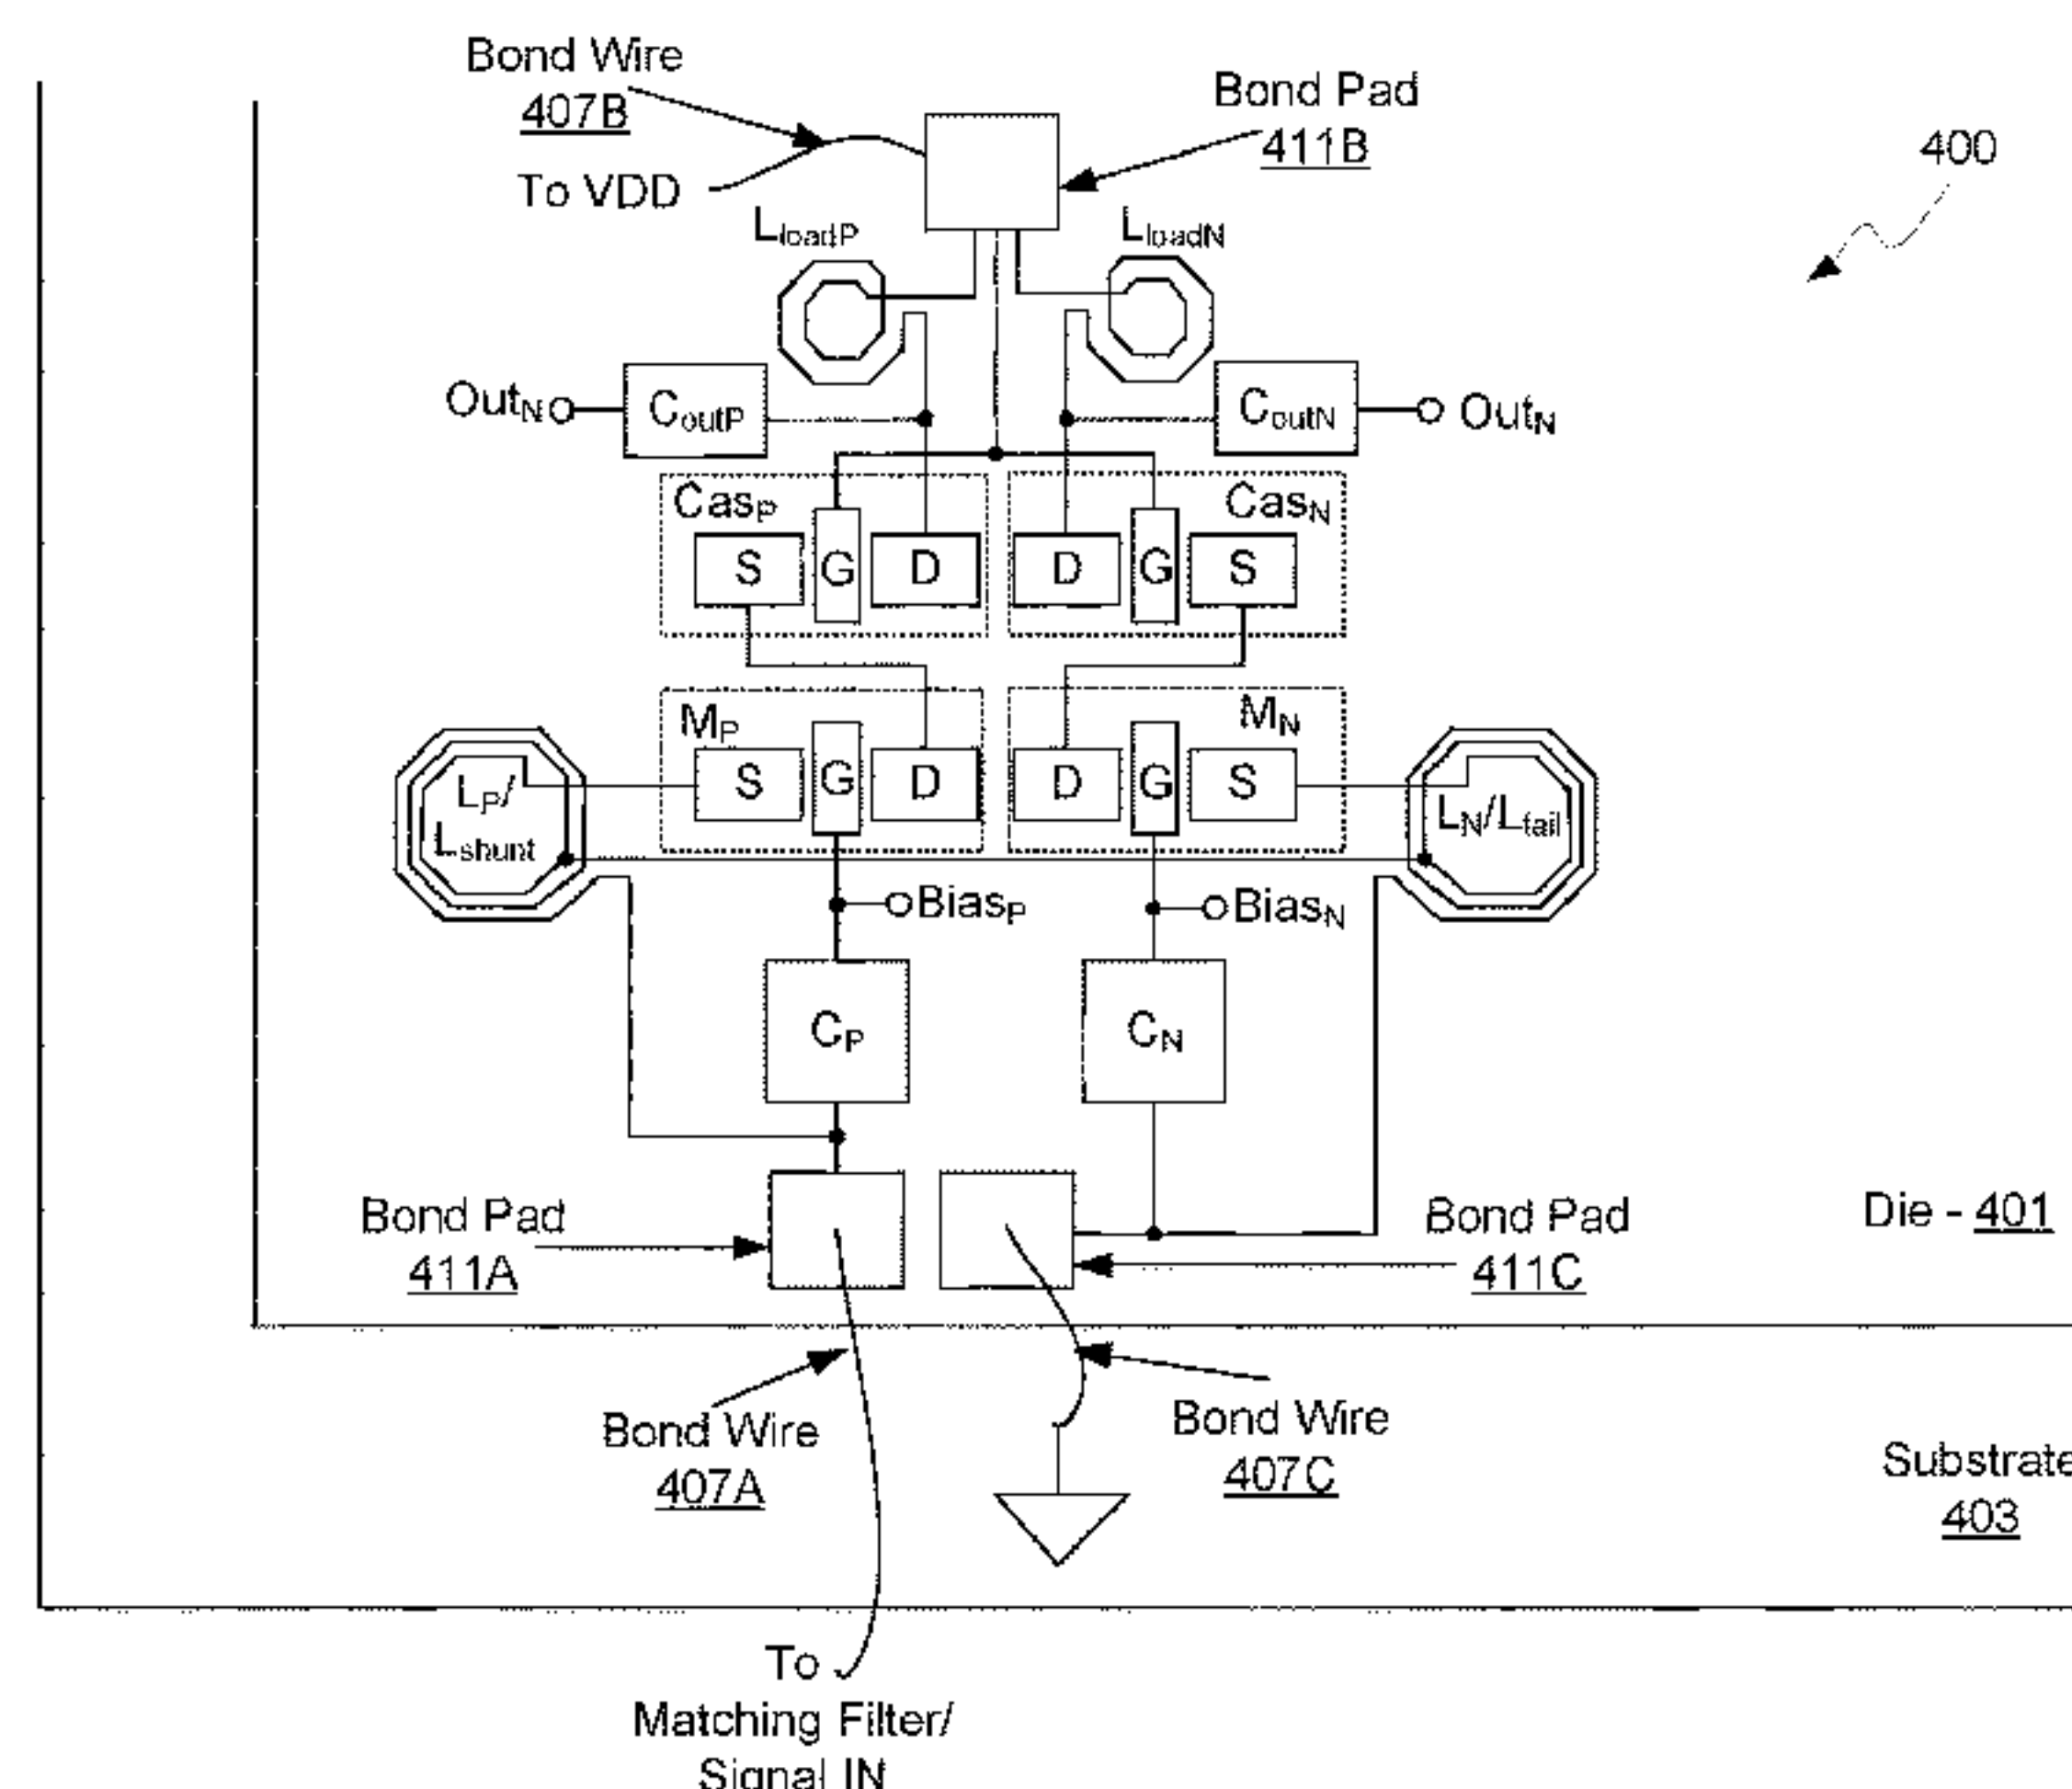 Bond Wire
407B
To VDD
Bond Pad
411B
400
LloadP
LloadN
OutN
CoutP
CoutN
OutN
CasP
CasN
S
G
D
D
G
S
MP
MN
S
G
D
D
G
S
LP/
Lshunt
LN/Ltail
BiasP
BiasN
CP
CN
Bond Pad
411A
Bond Pad
411C
Die - 401
Bond Wire
407A
Bond Wire
407C
Substrate
403
To
Matching Filter/
Signal IN